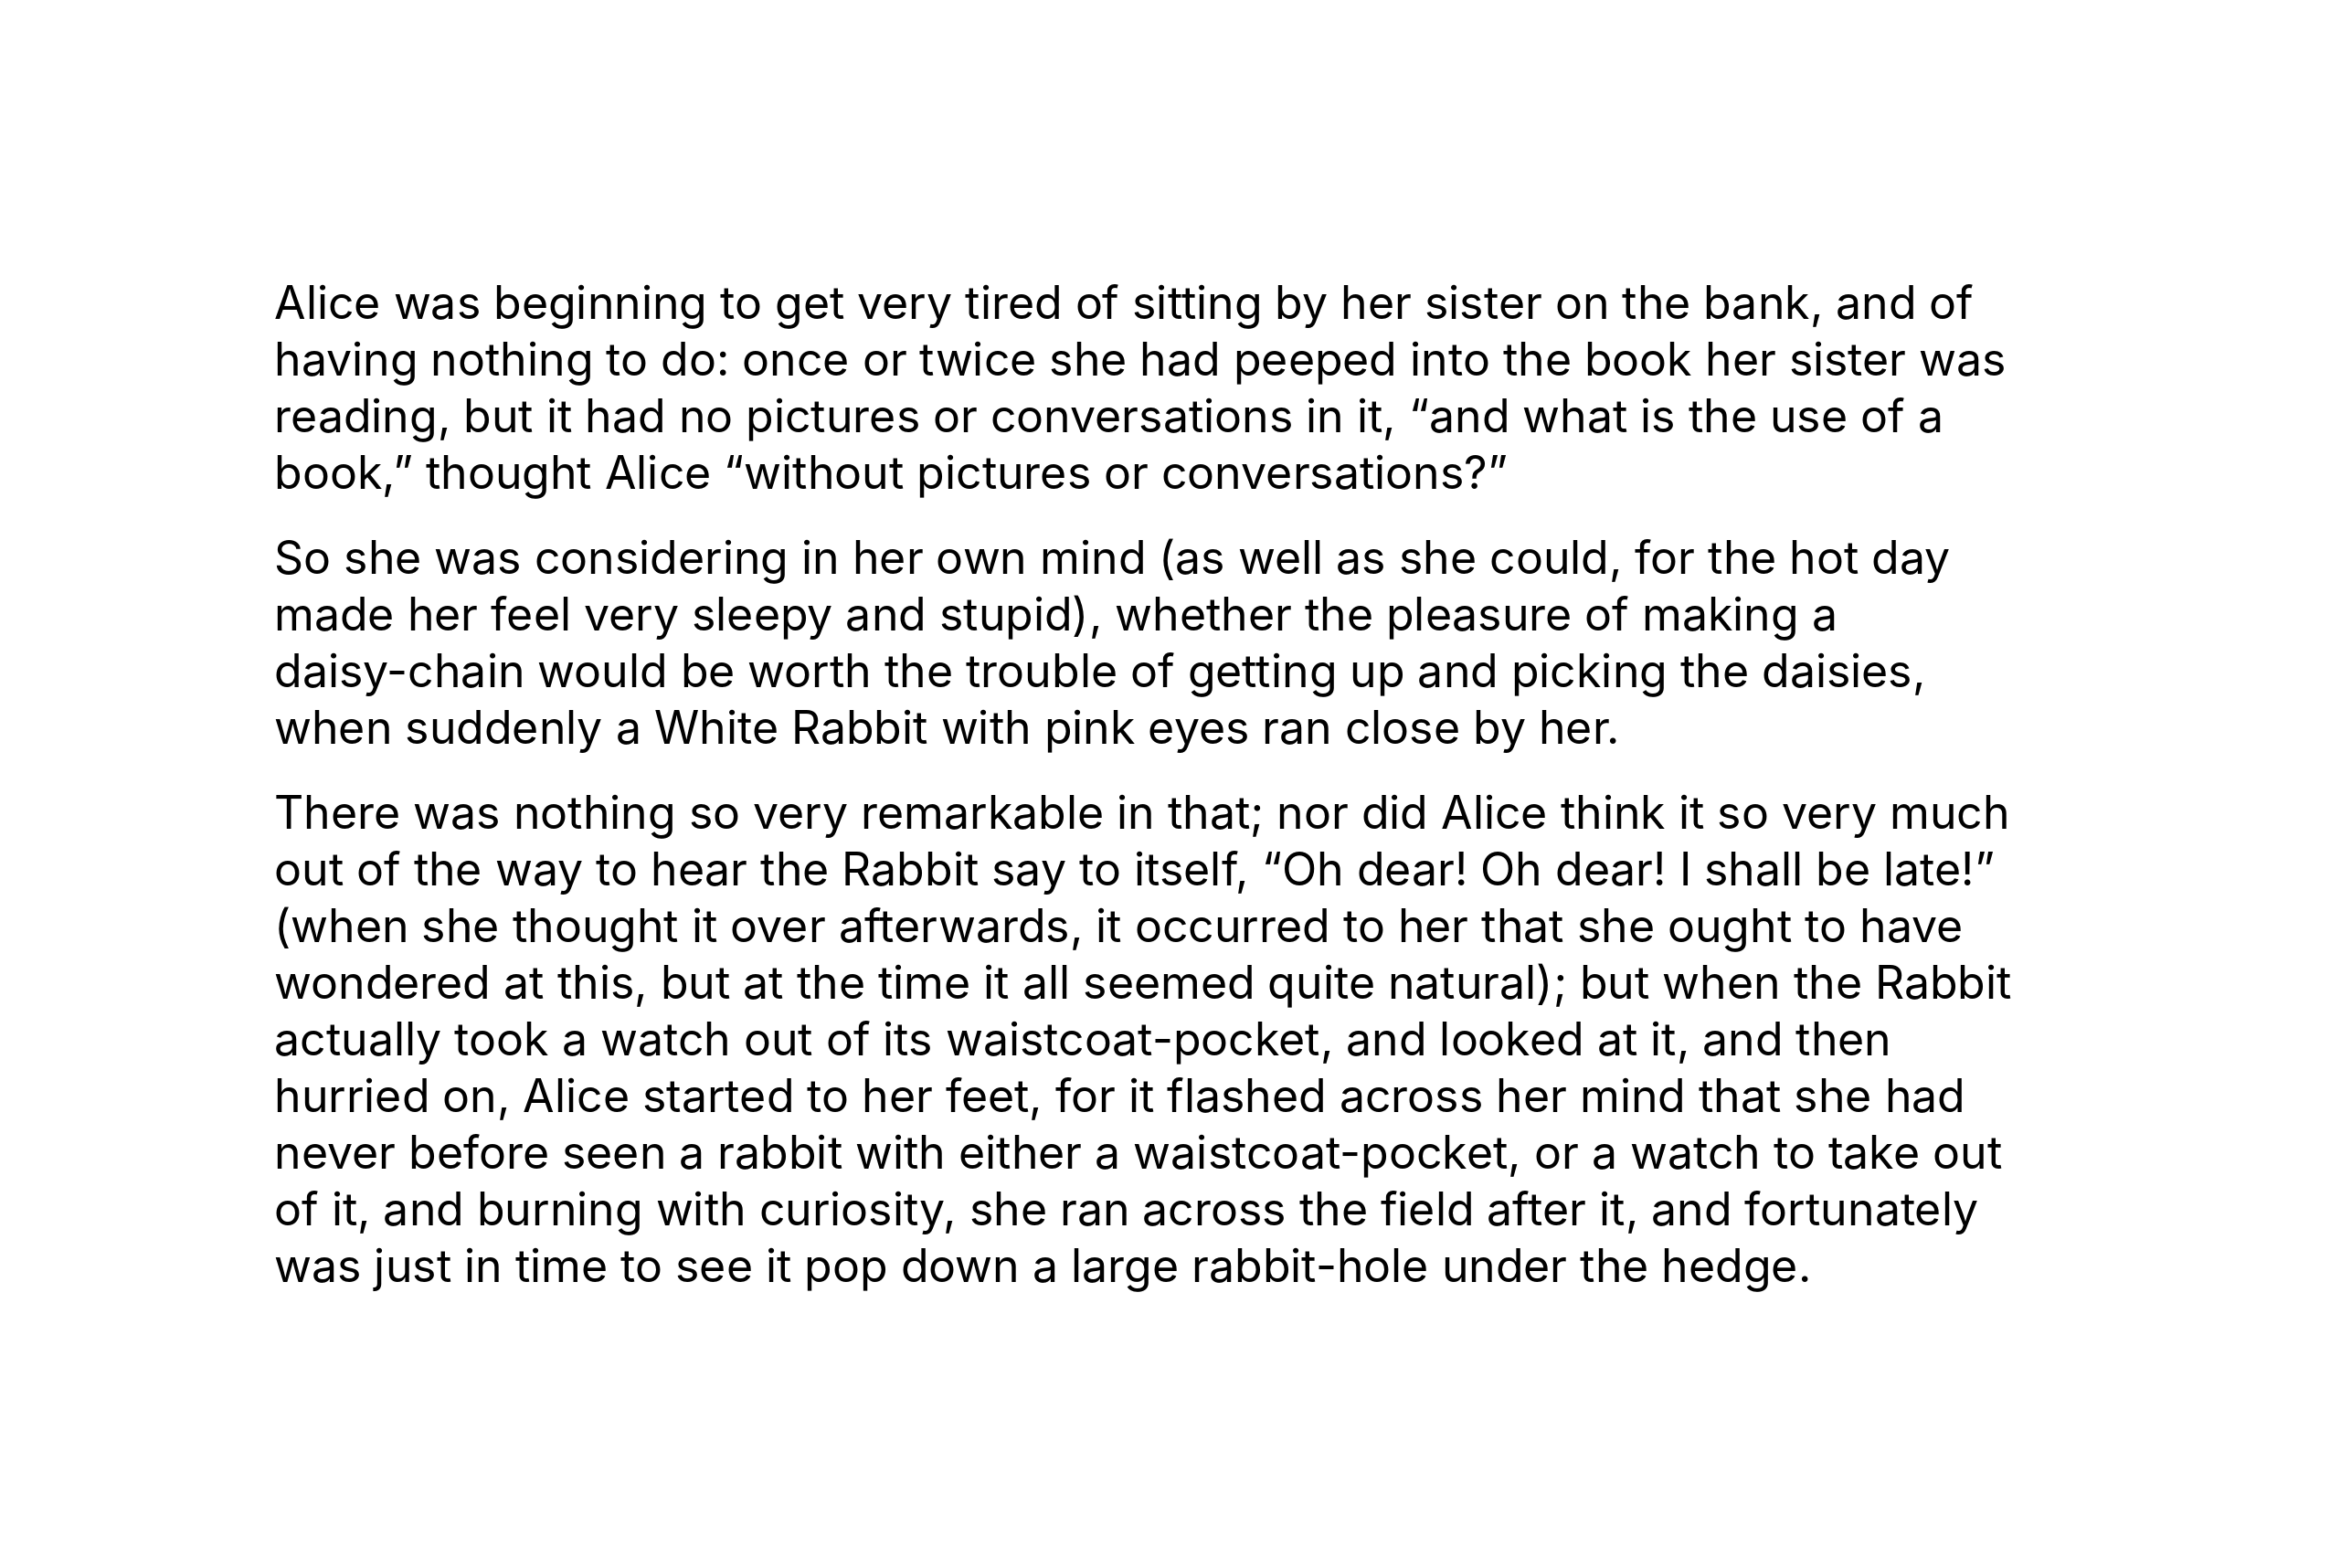 Alice was beginning to get very tired of sitting by her sister on the bank, and of
having nothing to do: once or twice she had peeped into the book her sister was
reading, but it had no pictures or conversations in it, “and what is the use of a
book,” thought Alice “without pictures or conversations?”
So she was considering in her own mind (as well as she could, for the hot day
made her feel very sleepy and stupid), whether the pleasure of making a
daisy-chain would be worth the trouble of getting up and picking the daisies,
when suddenly a White Rabbit with pink eyes ran close by her.
There was nothing so very remarkable in that; nor did Alice think it so very much
out of the way to hear the Rabbit say to itself, “Oh dear! Oh dear! I shall be late!”
(when she thought it over afterwards, it occurred to her that she ought to have
wondered at this, but at the time it all seemed quite natural); but when the Rabbit
actually took a watch out of its waistcoat-pocket, and looked at it, and then
hurried on, Alice started to her feet, for it flashed across her mind that she had
never before seen a rabbit with either a waistcoat-pocket, or a watch to take out
of it, and burning with curiosity, she ran across the field after it, and fortunately
was just in time to see it pop down a large rabbit-hole under the hedge.